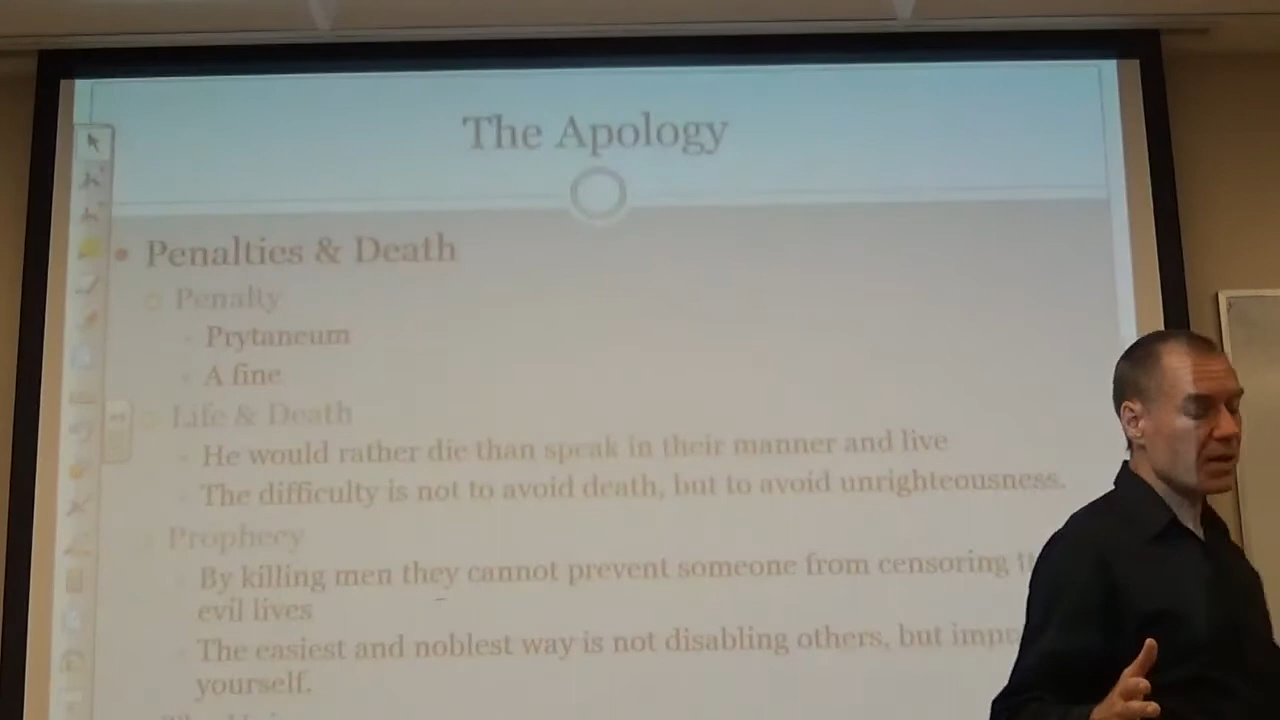 The Apology
Penalties & Death
Penalty
Prytaneum
A fine
Life & Death
He would rather die than speak in their manner and live
The difficulty is not to avoid death, but to avoid unrighteousness.
Prophecy
By killing men they cannot prevent someone from censoring
evil lives
The easiest and noblest way is not disabling others, but
yourself.